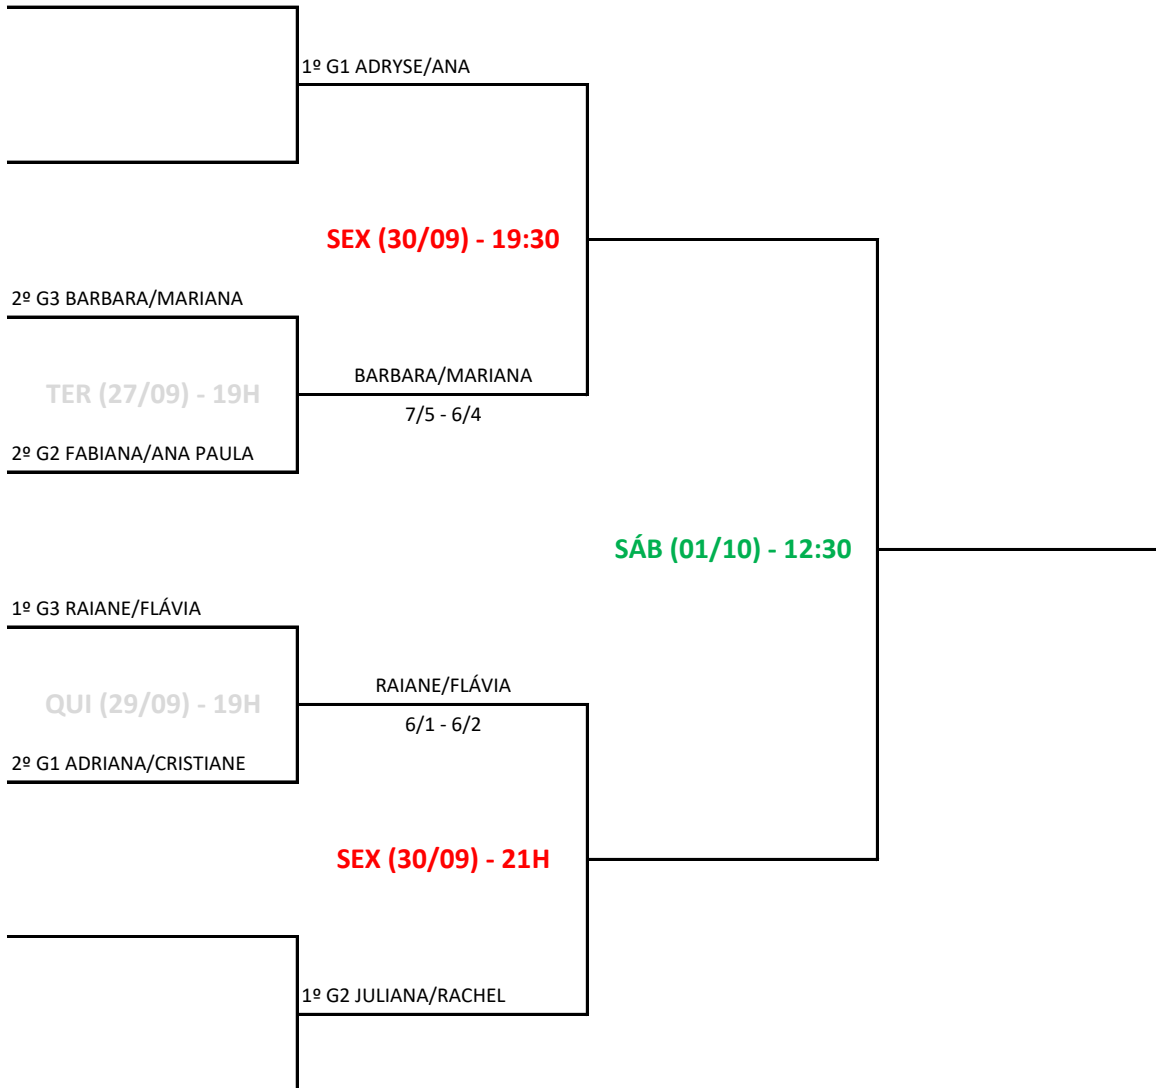 1º G1 ADRYSE/ANA
SEX (30/09) - 19:30
2º G3 BARBARA/MARIANA
BARBARA/MARIANA
TER (27/09) - 19H
7/5 - 6/4
2º G2 FABIANA/ANA PAULA
SÁB (01/10) - 12:30
1º G3 RAIANE/FLÁVIA
RAIANE/FLÁVIA
QUI (29/09) - 19H
6/1 - 6/2
2º G1 ADRIANA/CRISTIANE
SEX (30/09) - 21H
1º G2 JULIANA/RACHEL